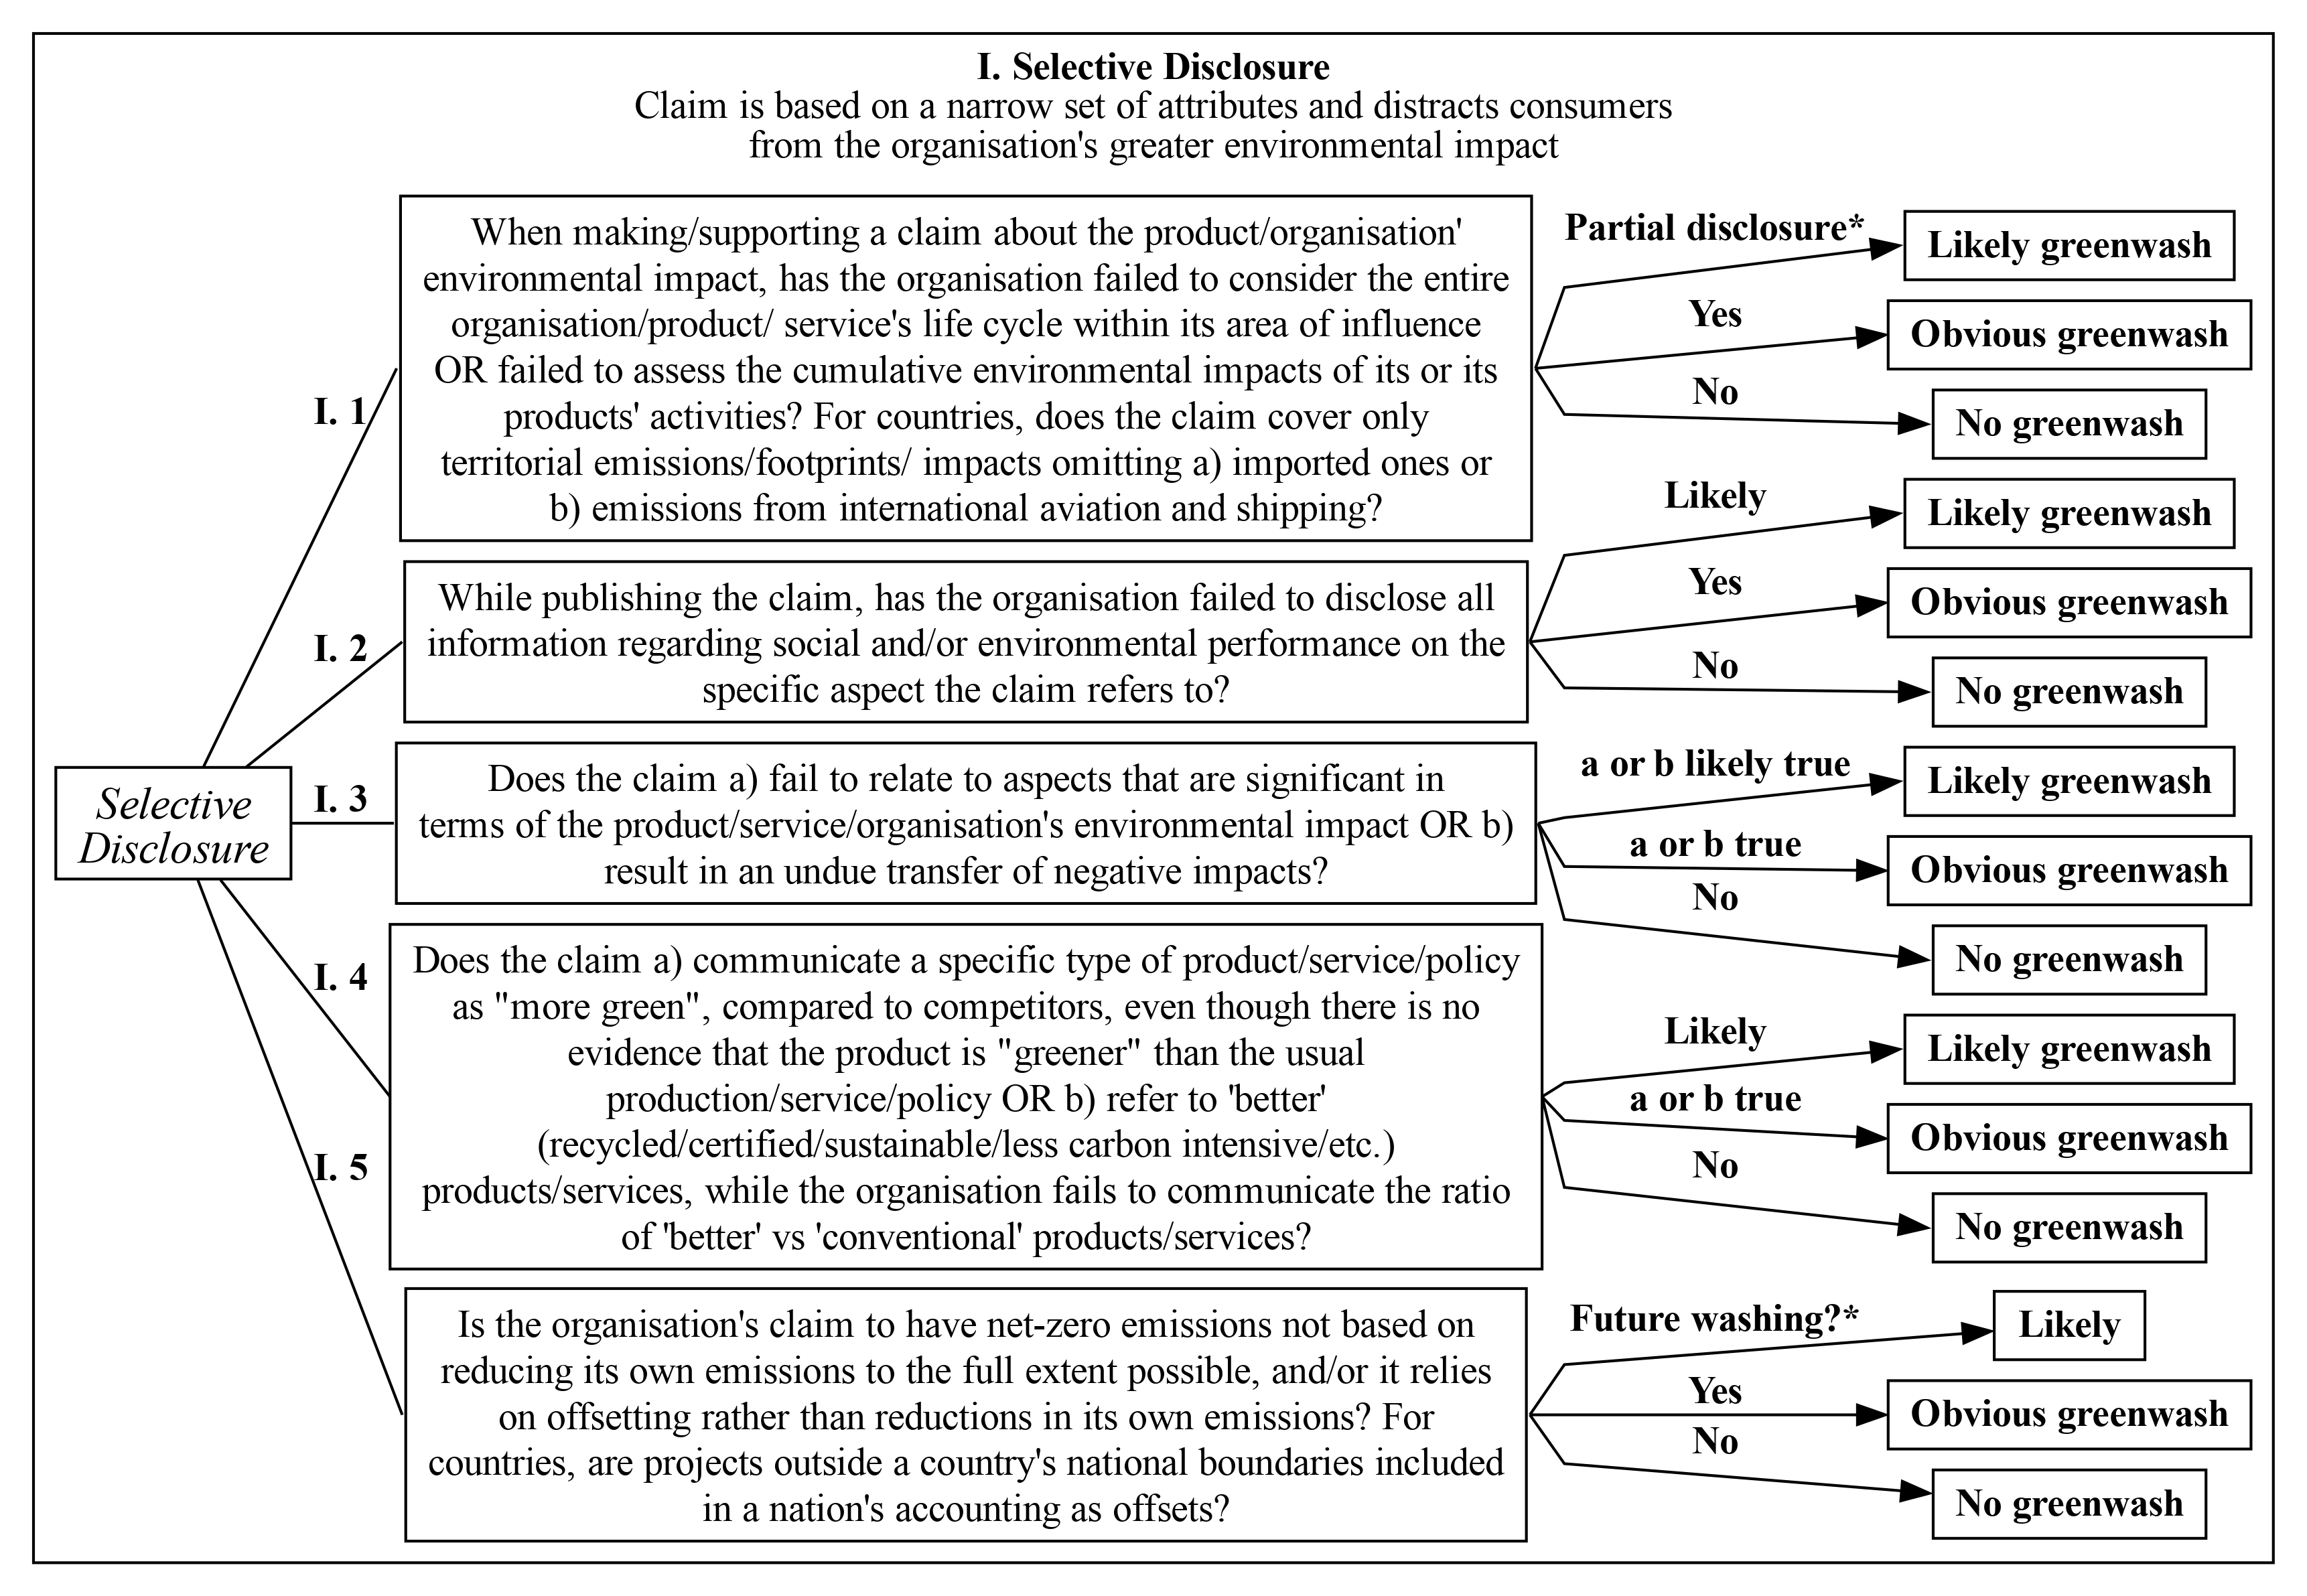 I. Selective Disclosure
Claim is based on a narrow set of attributes and distracts consumers
from the organisation's greater environmental impact
Selective
Disclosure
I. 1
When making/supporting a claim about the product/organisation'
environmental impact, has the organisation failed to consider the entire
organisation/product/ service's life cycle within its area of influence
OR failed to assess the cumulative environmental impacts of its or its
products' activities? For countries, does the claim cover only
territorial emissions/footprints/ impacts omitting a) imported ones or
b) emissions from international aviation and shipping?
Partial disclosure*
Likely greenwash
Yes
Obvious greenwash
No
No greenwash
I. 2
While publishing the claim, has the organisation failed to disclose all
information regarding social and/or environmental performance on the
specific aspect the claim refers to?
Likely
Likely greenwash
Yes
Obvious greenwash
No
No greenwash
I. 3
Does the claim a) fail to relate to aspects that are significant in
terms of the product/service/organisation's environmental impact OR b)
result in an undue transfer of negative impacts?
a or b likely true
Likely greenwash
a or b true
Obvious greenwash
No
No greenwash
I. 4
Does the claim a) communicate a specific type of product/service/policy
as "more green", compared to competitors, even though there is no
evidence that the product is "greener" than the usual
production/service/policy OR b) refer to 'better'
(recycled/certified/sustainable/less carbon intensive/etc.)
products/services, while the organisation fails to communicate the ratio
of 'better' vs 'conventional' products/services?
Likely
Likely greenwash
a or b true
Obvious greenwash
No
No greenwash
I. 5
Is the organisation's claim to have net-zero emissions not based on
reducing its own emissions to the full extent possible, and/or it relies
on offsetting rather than reductions in its own emissions? For
countries, are projects outside a country's national boundaries included
in a nation's accounting as offsets?
Future washing?*
Likely
Yes
Obvious greenwash
No
No greenwash